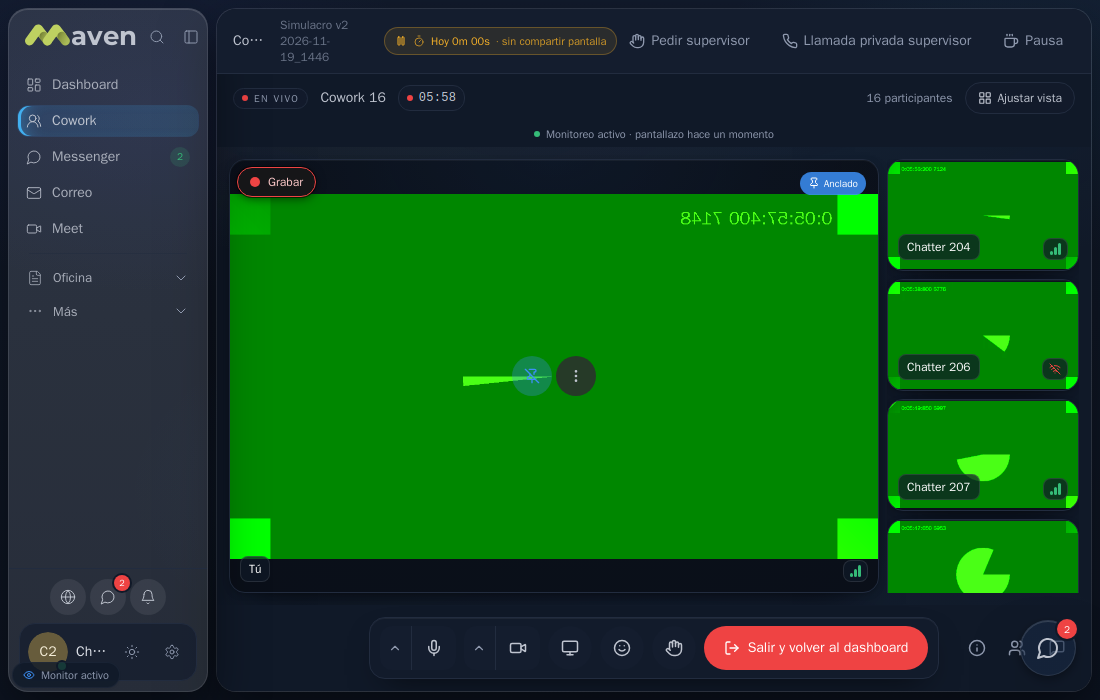 Maven
Dashboard
Cowork
Messenger
2
Correo
Meet
Oficina
Más
2
C2
Ch···
Monitor activo
Co···
Simulacro v2
2026-11-
19_1446
Hoy 0m 00s · sin compartir pantalla
Pedir supervisor
Llamada privada supervisor
Pausa
EN VIVO
Cowork 16
05:58
16 participantes
Ajustar vista
Monitoreo activo · pantallazo hace un momento
Grabar
Anclado
0:05:57:400 7148
Tú
Chatter 204
Chatter 206
Chatter 207
Salir y volver al dashboard
2